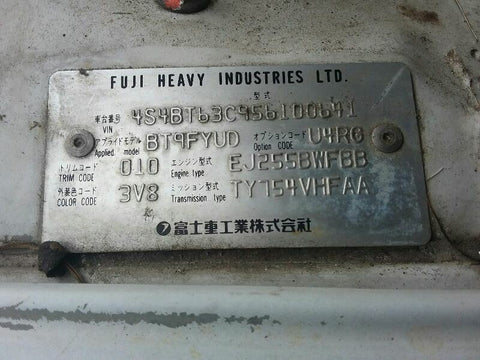 FUJI HEAVY INDUSTRIES LTD.
型式
車台番号 VIN 4S4BT63C956100641
アプライドモデル Applied model BT9FYUD オプションコード Option CODE U4RG
トリムコード TRIM CODE 010 エンジン型式 Engine type EJ255BWFBB
外装色コード COLOR CODE 3V8 ミッション型式 Transmission type TY754VHFAA
富士重工業株式会社